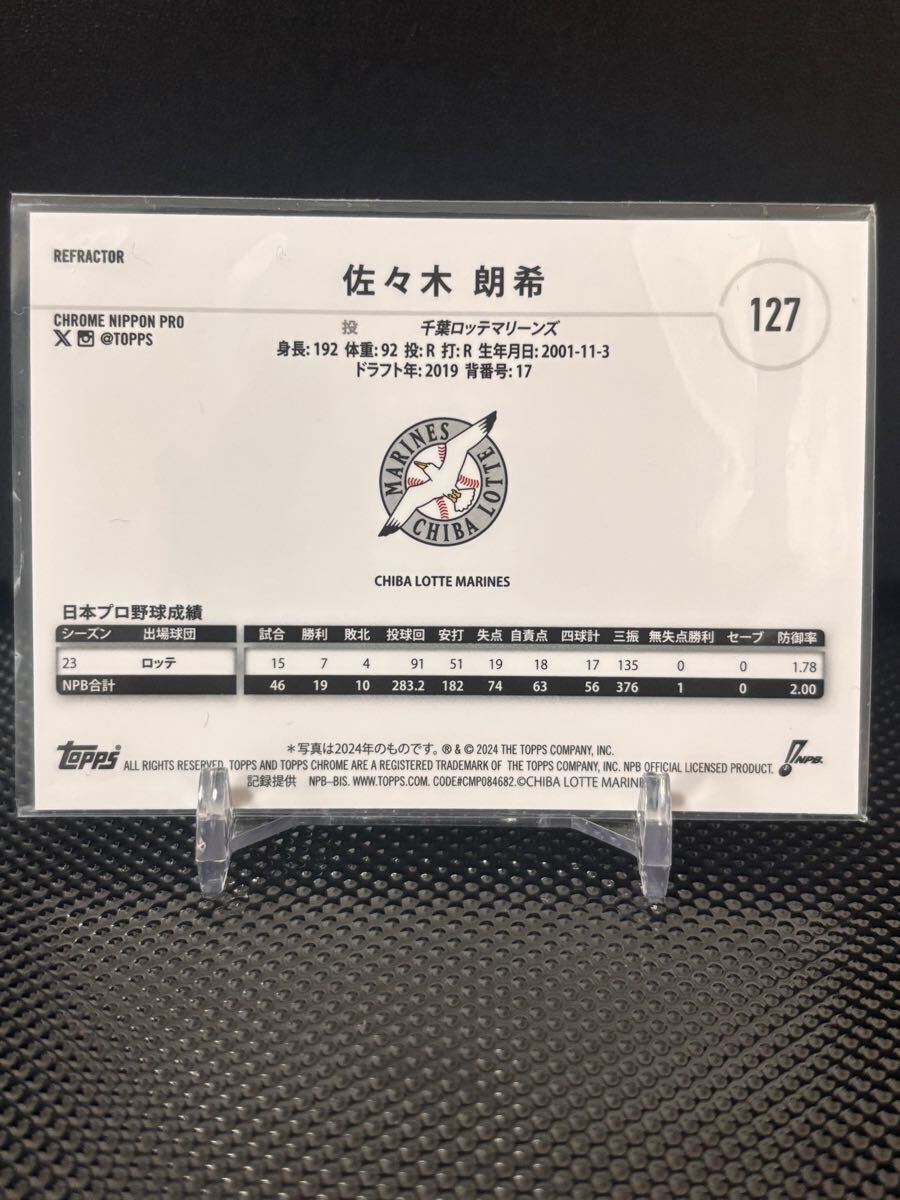 REFRACTOR
佐々木 朗希
127
CHROME NIPPON PRO
@TOPPS
投 千葉ロッテマリーンズ
身長: 192 体重: 92 投: R 打: R 生年月日: 2001-11-3
ドラフト年: 2019 背番号: 17
MARINES
CHIBA LOTTE
CHIBA LOTTE MARINES
日本プロ野球成績
シーズン 出場球団 試合 勝利 敗北 投球回 安打 失点 自責点 四球計 三振 無失点勝利 セーブ 防御率
23 ロッテ 15 7 4 91 51 19 18 17 135 0 0 1.78
NPB合計 46 19 10 283.2 182 74 63 56 376 1 0 2.00
Topps
＊写真は2024年のものです。 ® & © 2024 THE TOPPS COMPANY, INC.
ALL RIGHTS RESERVED. TOPPS AND TOPPS CHROME ARE A REGISTERED TRADEMARK OF THE TOPPS COMPANY, INC. NPB OFFICIAL LICENSED PRODUCT.
記録提供 NPB-BIS. WWW.TOPPS.COM. CODE#CMP084682.©CHIBA LOTTE
NPB.